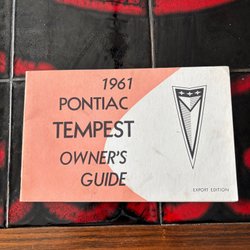 1961
PONTIAC
TEMPEST
OWNER'S
GUIDE
EXPORT EDITION